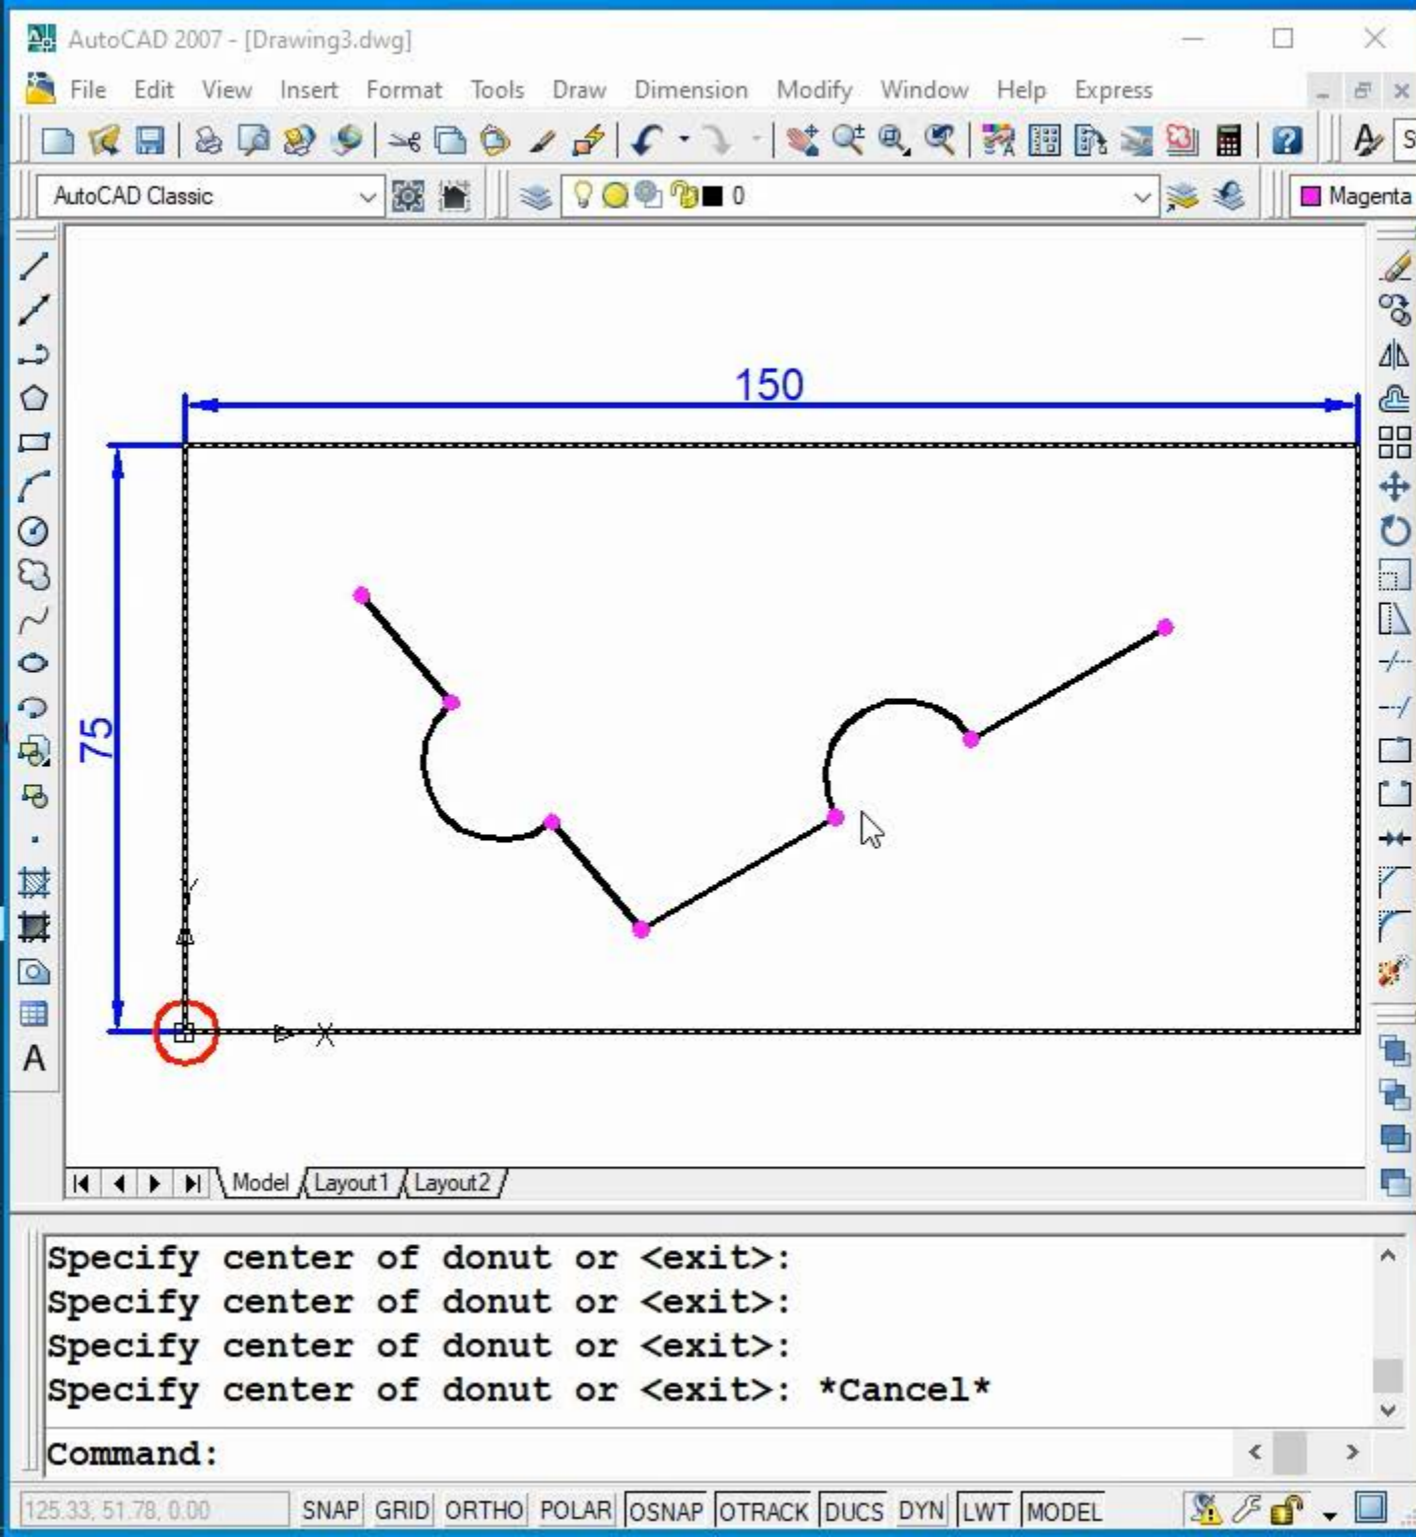 AutoCAD 2007 - [Drawing3.dwg]
File Edit View Insert Format Tools Draw Dimension Modify Window Help Express
AutoCAD Classic 0 Magenta
150
75
Y
X
A
Model Layout1 Layout2
Specify center of donut or <exit>:
Specify center of donut or <exit>:
Specify center of donut or <exit>:
Specify center of donut or <exit>: *Cancel*
Command:
125.33, 51.78, 0.00 SNAP GRID ORTHO POLAR OSNAP OTRACK DUCS DYN LWT MODEL